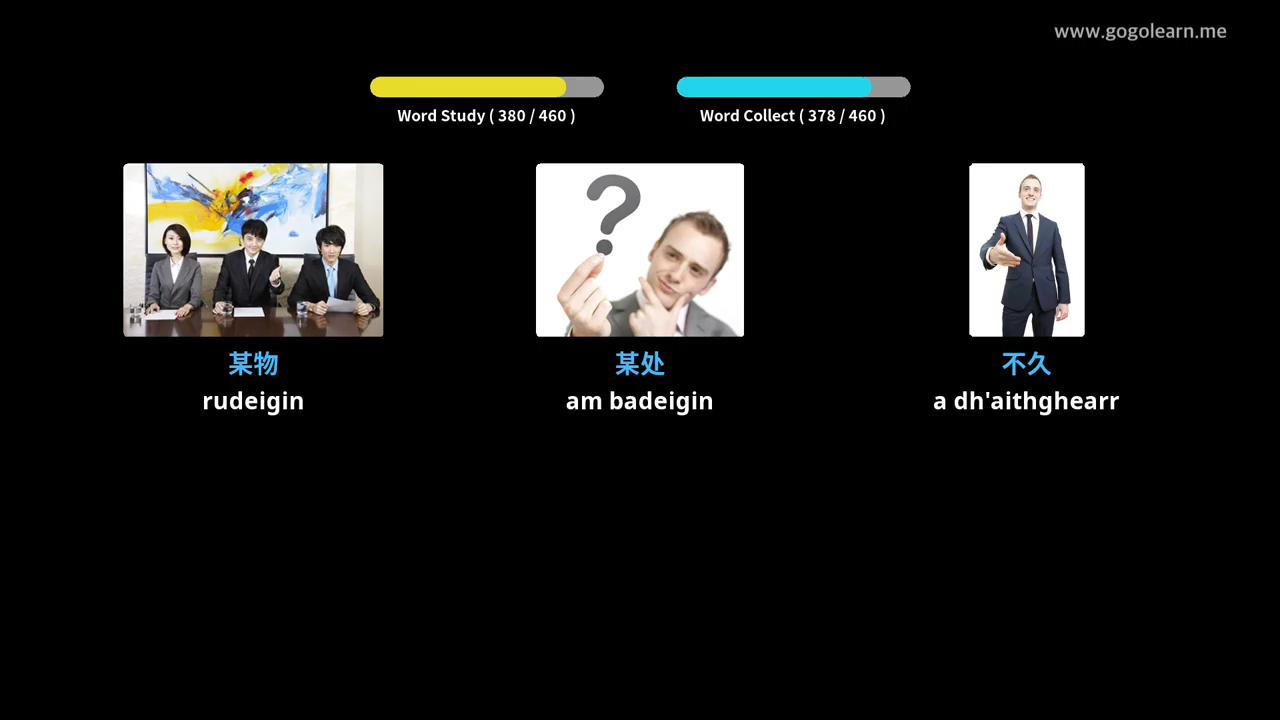 www.gogolearn.me
Word Study ( 380 / 460 )
Word Collect ( 378 / 460 )
某物
某处
不久
rudeigin
am badeigin
a dh'aithghearr